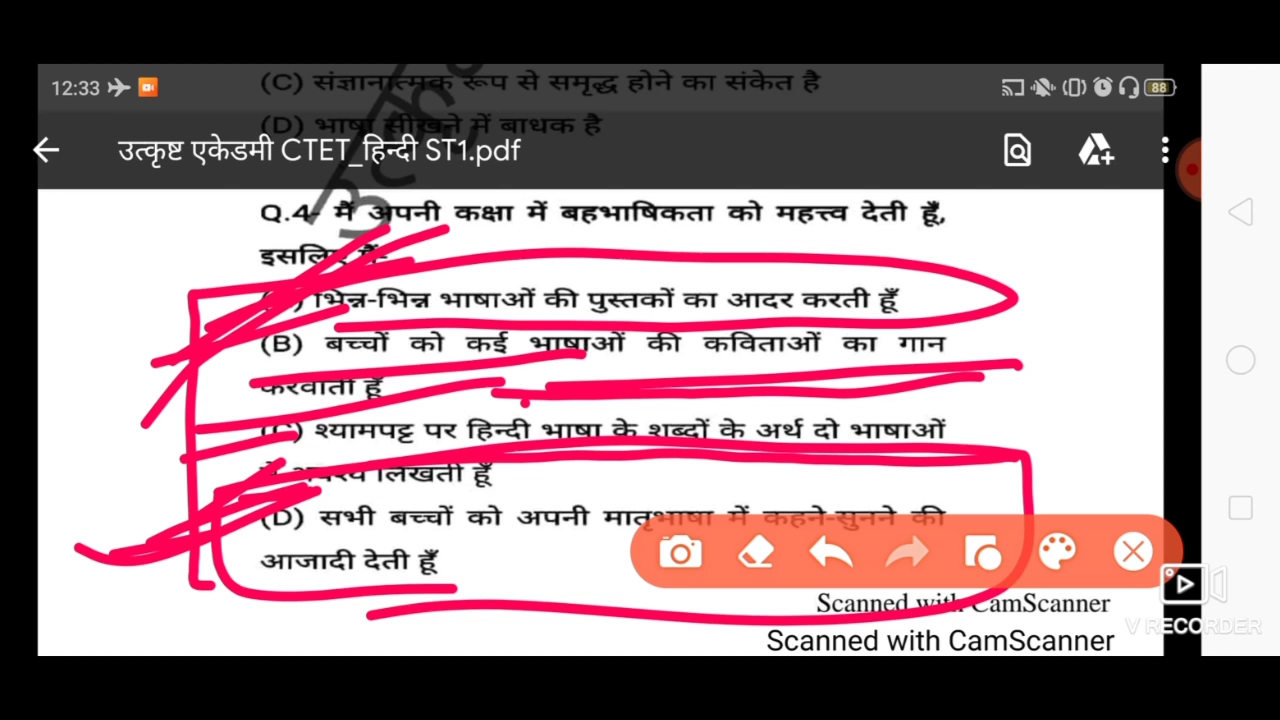 (C) संज्ञानात्मक रूप से समृद्ध होने का संकेत है
12:33
88
(D) भाषा सीखने में बाधक है
उत्कृष्ट एकेडमी CTET_हिन्दी ST1.pdf
Q.4- मैं अपनी कक्षा में बहभाषिकता को महत्त्व देती हूँ,
इसलिए मैं-
भिन्न-भिन्न भाषाओं की पुस्तकों का आदर करती हूँ
(B) बच्चों को कई भाषाओं की कविताओं का गान
करवाती हूँ
(C) श्यामपट्ट पर हिन्दी भाषा के शब्दों के अर्थ दो भाषाओं
लिखती हूँ
(D) सभी बच्चों को अपनी मातृभाषा में कहने-सुनने की
आजादी देती हूँ
Scanned with CamScanner
Scanned with CamScanner
V RECORDER